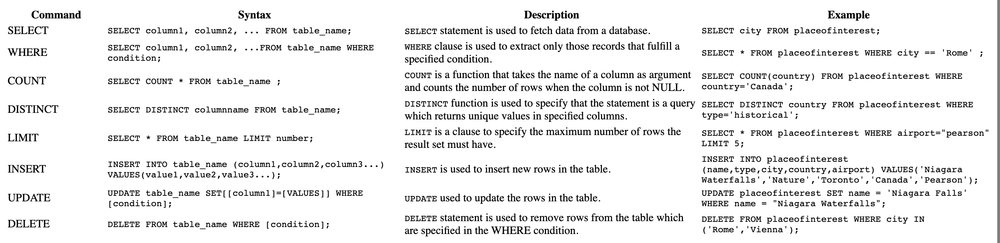 Command Syntax Description Example
SELECT SELECT column1, column2, ... FROM table_name; SELECT statement is used to fetch data from a database. SELECT city FROM placeofinterest;
WHERE
SELECT column1, column2, ...FROM table_name WHERE
condition;
WHERE clause is used to extract only those records that fulfill a
specified condition.
SELECT * FROM placeofinterest WHERE city == 'Rome' ;
COUNT
SELECT COUNT * FROM table_name ;
COUNT is a function that takes the name of a column as argument
and counts the number of rows when the column is not NULL.
SELECT COUNT(country) FROM placeofinterest WHERE
country='Canada';
DISTINCT
SELECT DISTINCT columnname FROM table_name;
DISTINCT function is used to specify that the statement is a query
which returns unique values in specified columns.
SELECT DISTINCT country FROM placeofinterest WHERE
type='historical';
LIMIT
SELECT * FROM table_name LIMIT number;
LIMIT is a clause to specify the maximum number of rows the
result set must have.
SELECT * FROM placeofinterest WHERE airport="pearson"
LIMIT 5;
INSERT
INSERT INTO table_name (column1,column2,column3...)
VALUES(value1,value2,value3...);
INSERT is used to insert new rows in the table.
INSERT INTO placeofinterest
(name,type,city,country,airport) VALUES('Niagara
Waterfalls','Nature','Toronto','Canada','Pearson');
UPDATE
UPDATE table_name SET[[column1]=[VALUES]] WHERE
[condition];
UPDATE used to update the rows in the table.
UPDATE placeofinterest SET name = 'Niagara Falls'
WHERE name = "Niagara Waterfalls";
DELETE
DELETE FROM table_name WHERE [condition];
DELETE statement is used to remove rows from the table which
are specified in the WHERE condition.
DELETE FROM placeofinterest WHERE city IN
('Rome','Vienna');